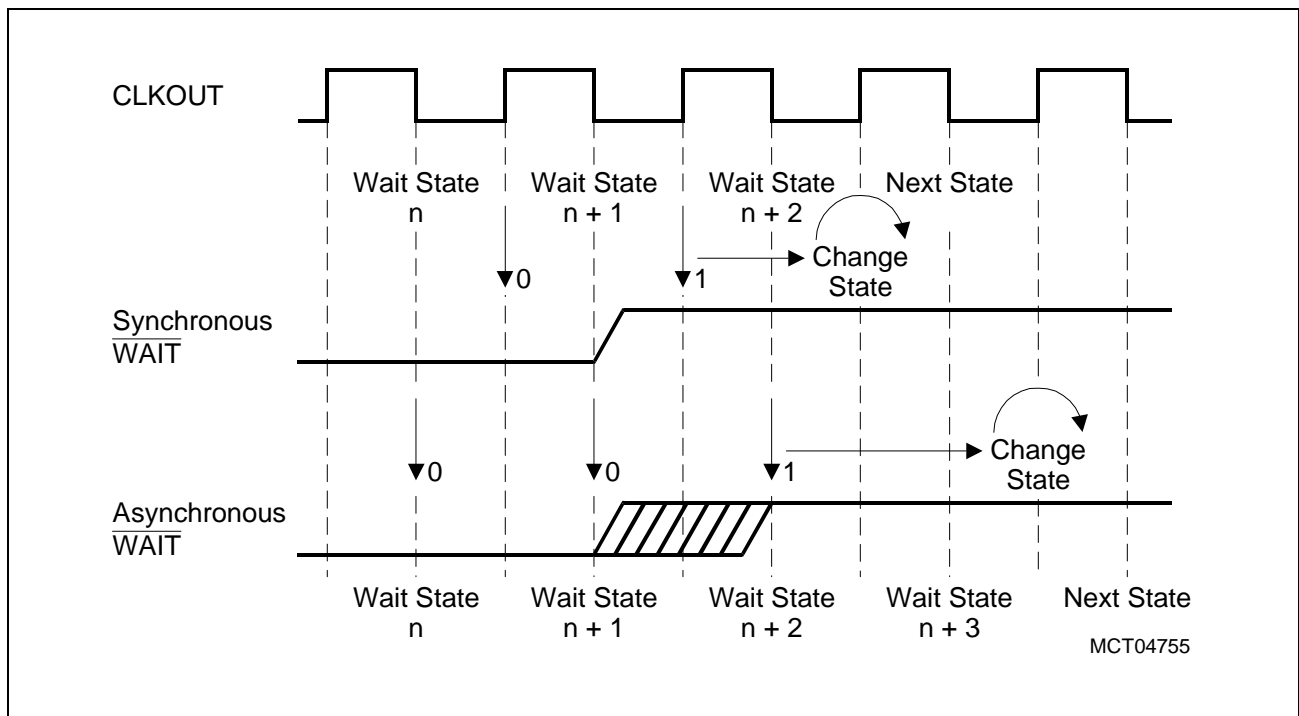 CLKOUT
Wait State
n
Wait State
n + 1
Wait State
n + 2
Next State
Change
State
0
1
Synchronous
WAIT
Change
State
0
0
1
Asynchronous
WAIT
Wait State
n
Wait State
n + 1
Wait State
n + 2
Wait State
n + 3
Next State
MCT04755